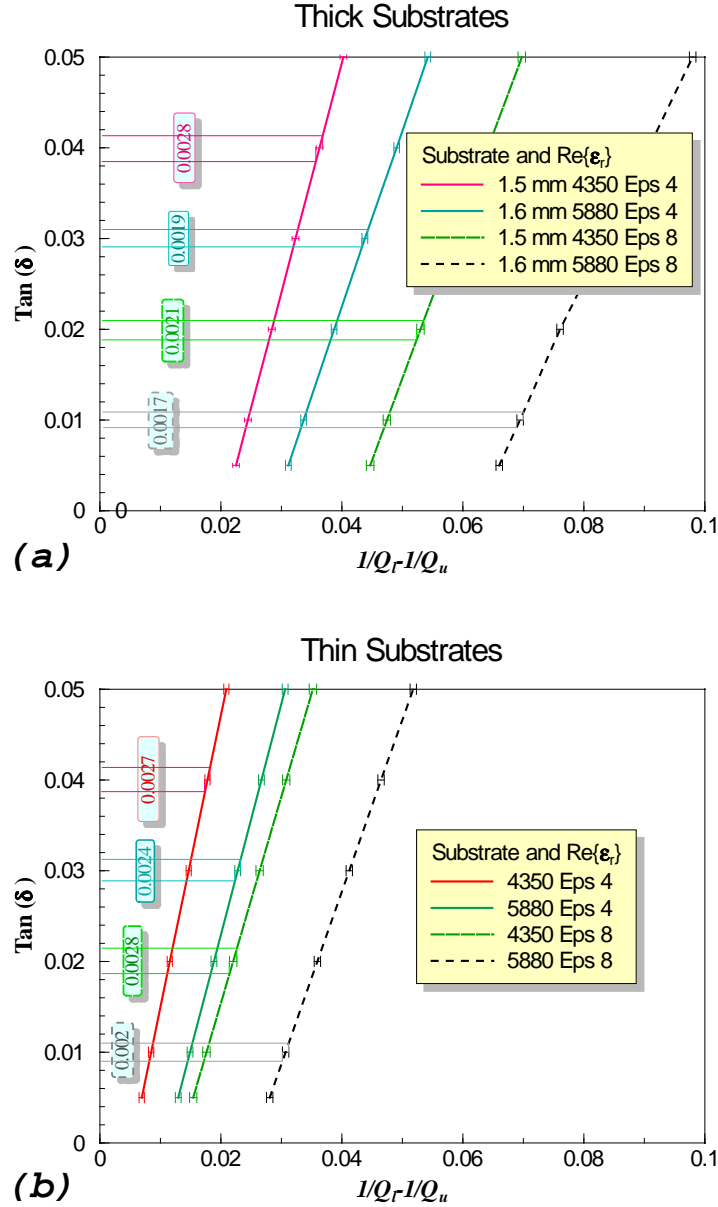 Thick Substrates
0.05
0.04
0.03
0.02
0.01
0 0
Tan (δ )
0.0028
0.0019
0.0021
0.0017
Substrate and Re{εr}
1.5 mm 4350 Eps 4
1.6 mm 5880 Eps 4
1.5 mm 4350 Eps 8
1.6 mm 5880 Eps 8
0 0.02 0.04 0.06 0.08 0.1
(a)
1/Ql-1/Qu
Thin Substrates
0.05
0.04
0.03
0.02
0.01
0
Tan (δ )
0.0027
0.0024
0.0028
0.002
Substrate and Re{εr}
4350 Eps 4
5880 Eps 4
4350 Eps 8
5880 Eps 8
0 0.02 0.04 0.06 0.08 0.1
(b)
1/Ql-1/Qu